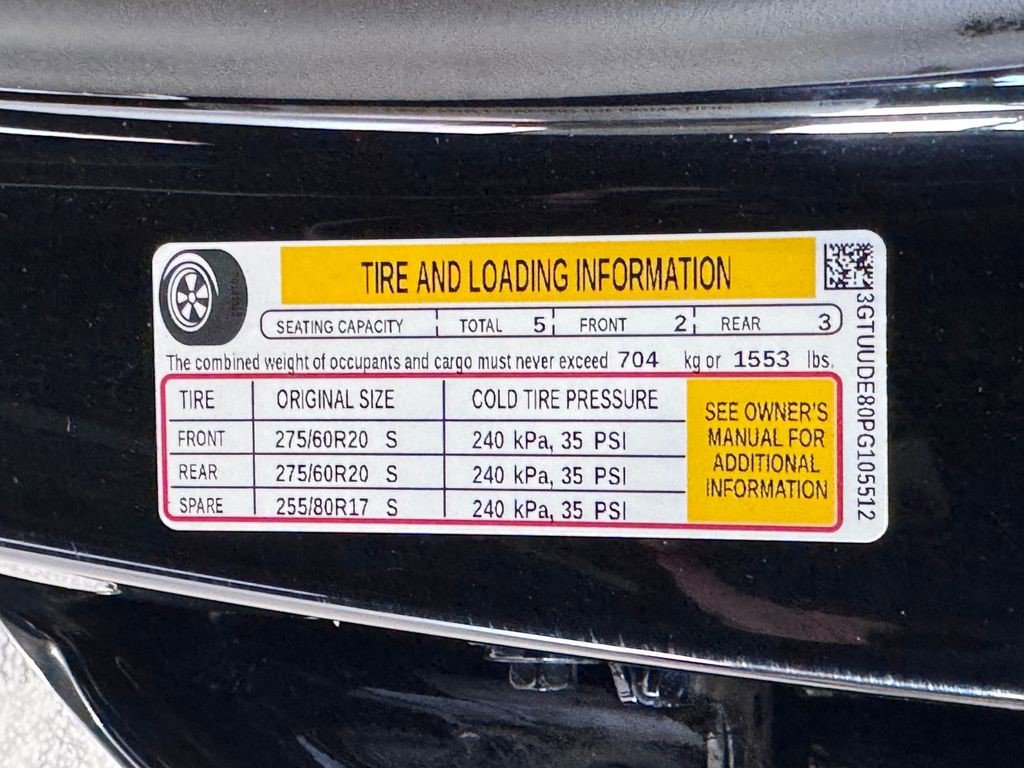 TIRE AND LOADING INFORMATION
SEATING CAPACITY TOTAL 5 FRONT 2 REAR 3
The combined weight of occupants and cargo must never exceed 704 kg or 1553 lbs.
TIRE ORIGINAL SIZE COLD TIRE PRESSURE
FRONT 275/60R20 S 240 kPa, 35 PSI
REAR 275/60R20 S 240 kPa, 35 PSI
SPARE 255/80R17 S 240 kPa, 35 PSI
SEE OWNER'S
MANUAL FOR
ADDITIONAL
INFORMATION
3GTUUDE80PG105512